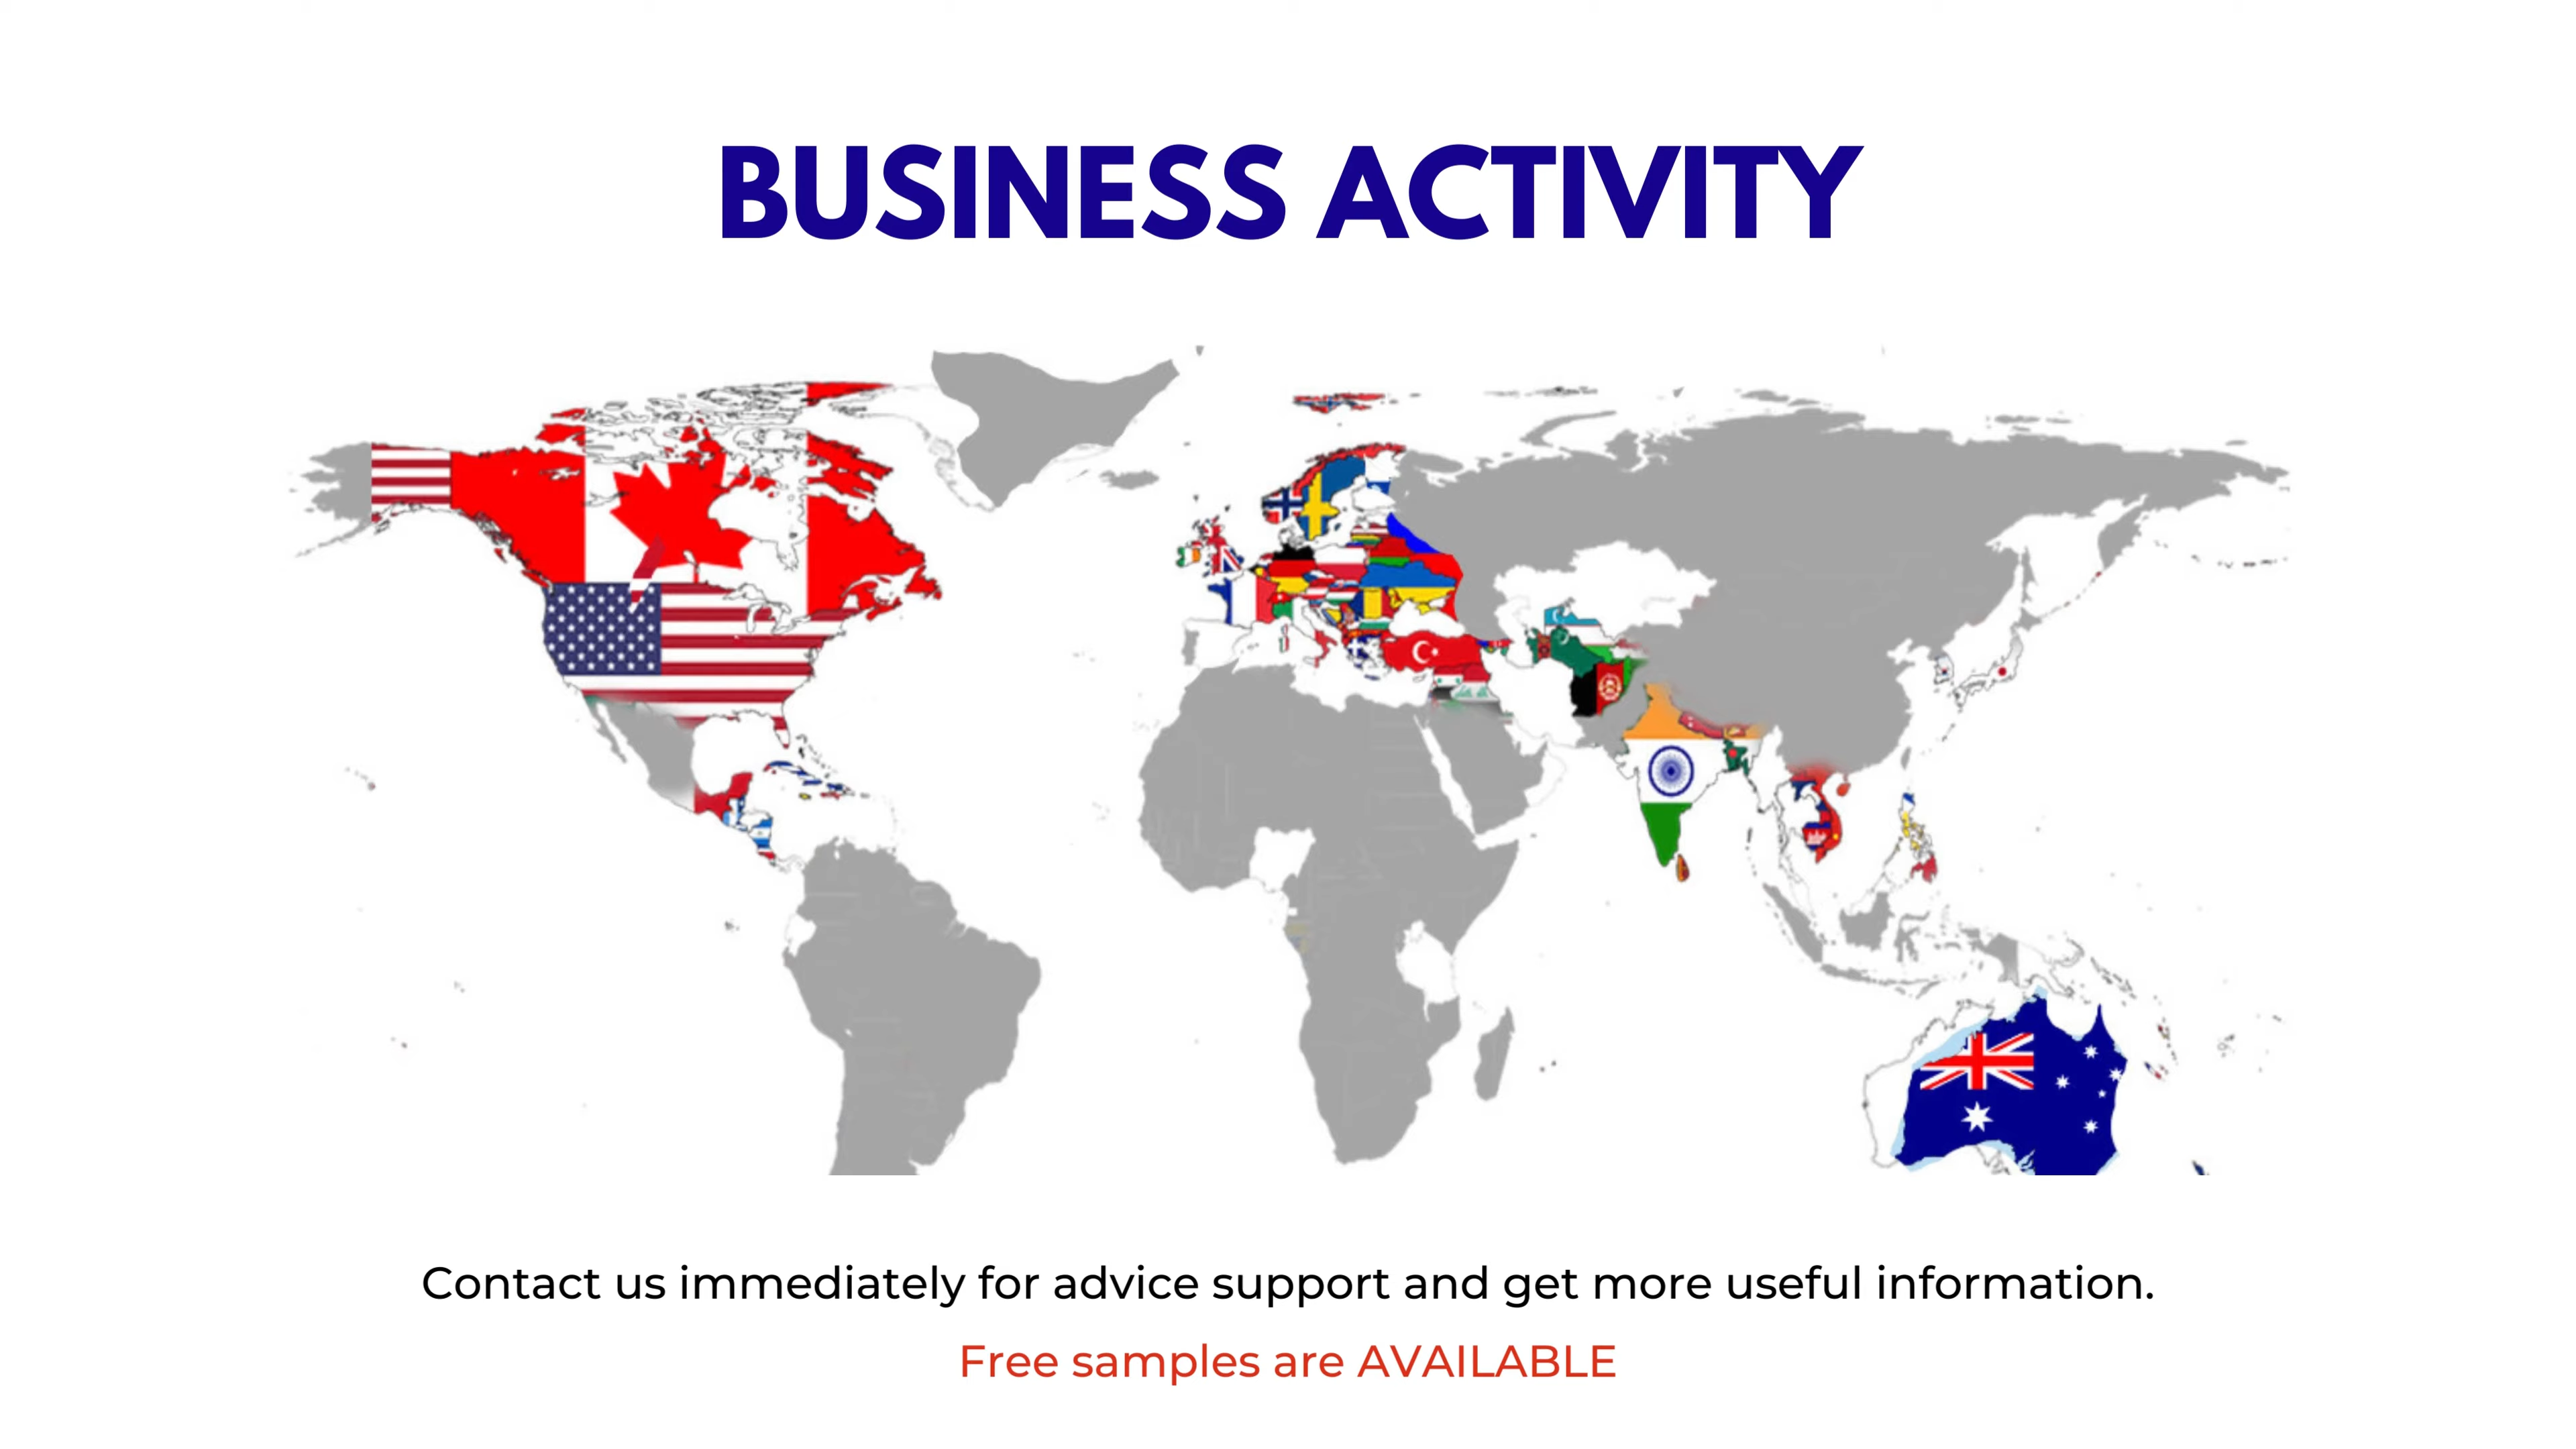 BUSINESS ACTIVITY
Contact us immediately for advice support and get more useful information.
Free samples are AVAILABLE